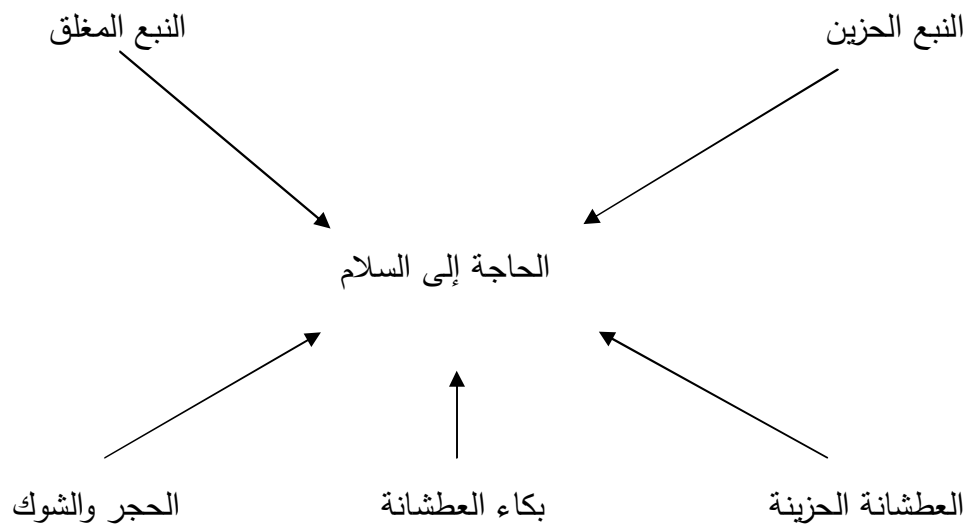 النبع الحزين
النبع المغلق
الحاجة إلى السلام
العطشانة الحزينة
بكاء العطشانة
الحجر والشوك